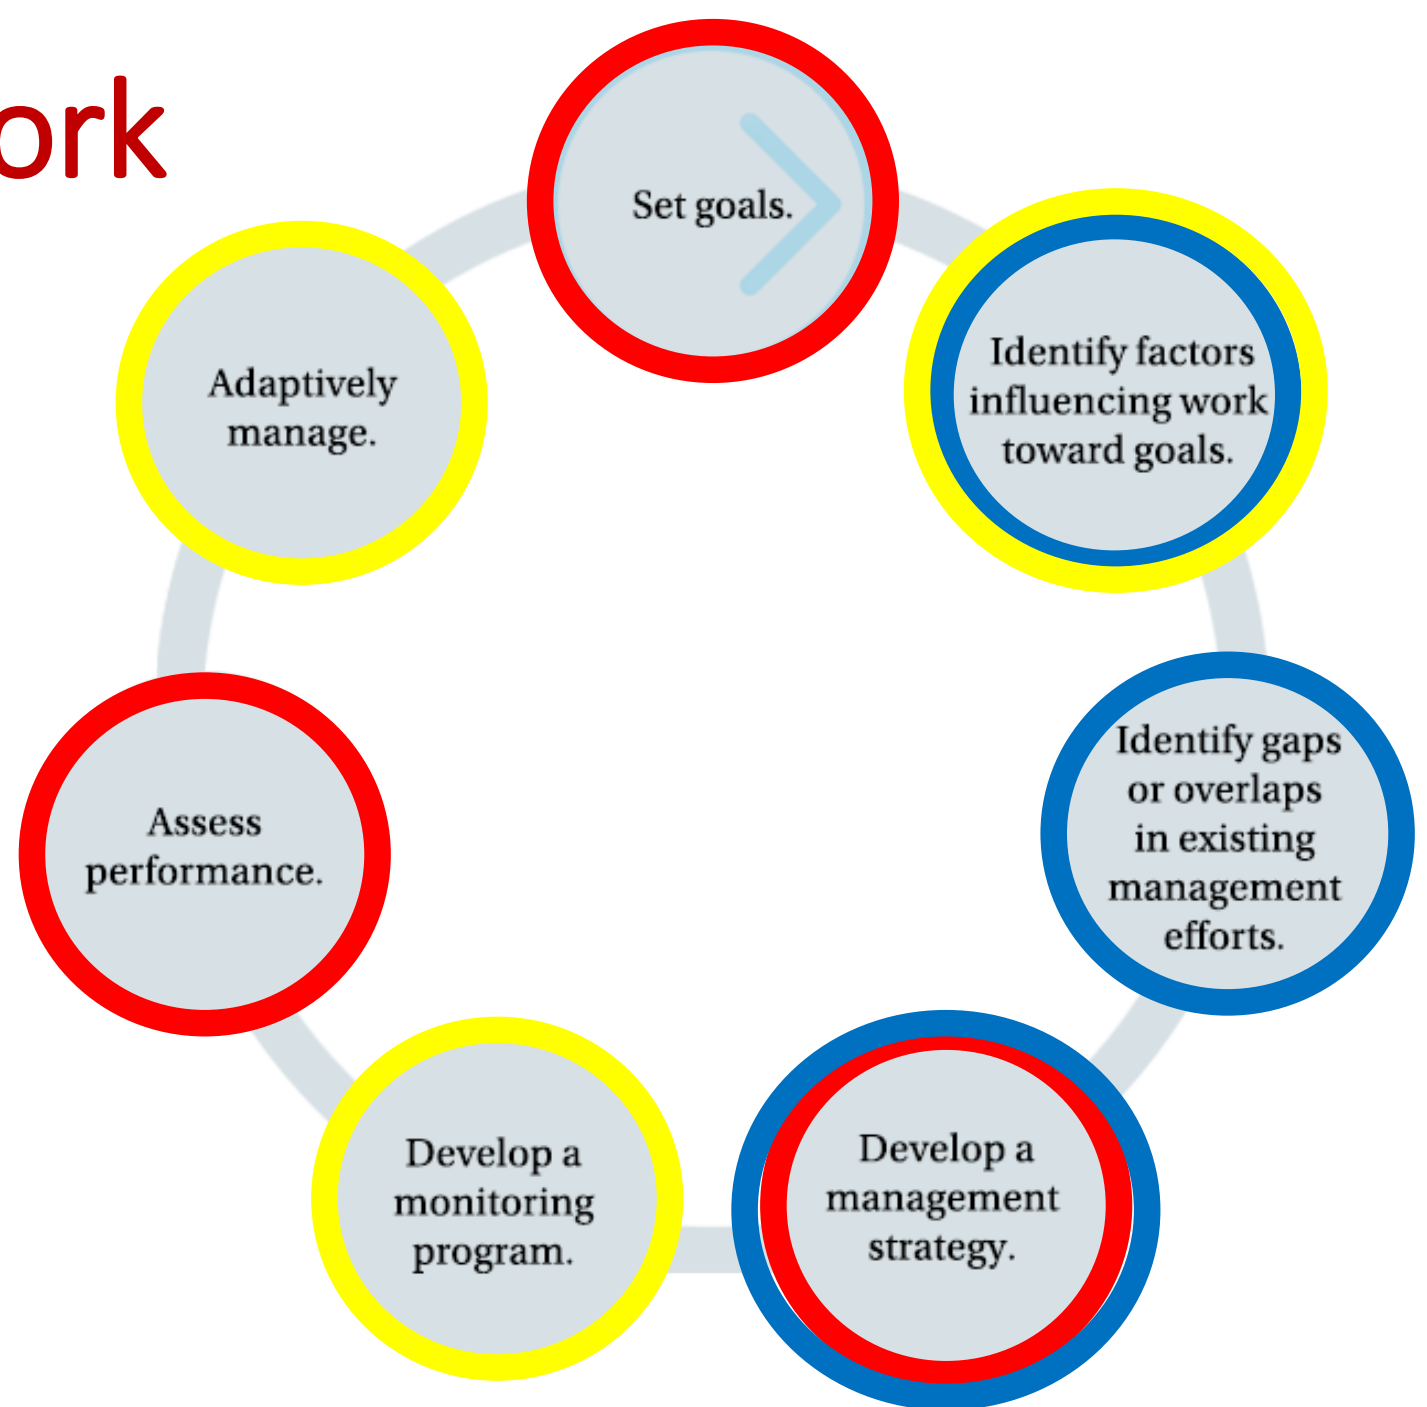 ork
Set goals.
Identify factors
influencing work
toward goals.
Identify gaps
or overlaps
in existing
management
efforts.
Develop a
management
strategy.
Develop a
monitoring
program.
Assess
performance.
Adaptively
manage.